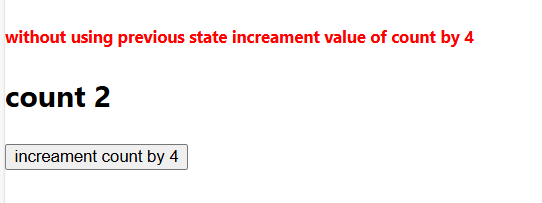 without using previous state increament value of count by 4
count 2
increament count by 4